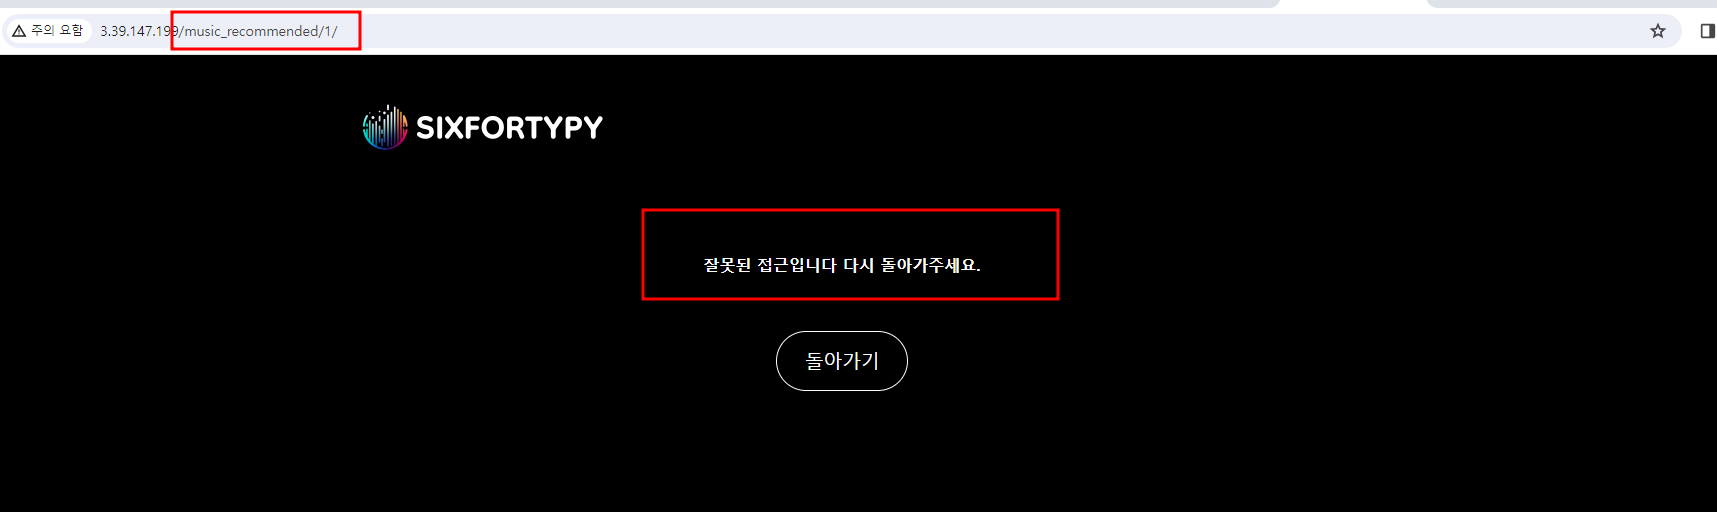 주의 요함 3.39.147.199/music_recommended/1/
SIXFORTYPY
잘못된 접근입니다 다시 돌아가주세요.
돌아가기